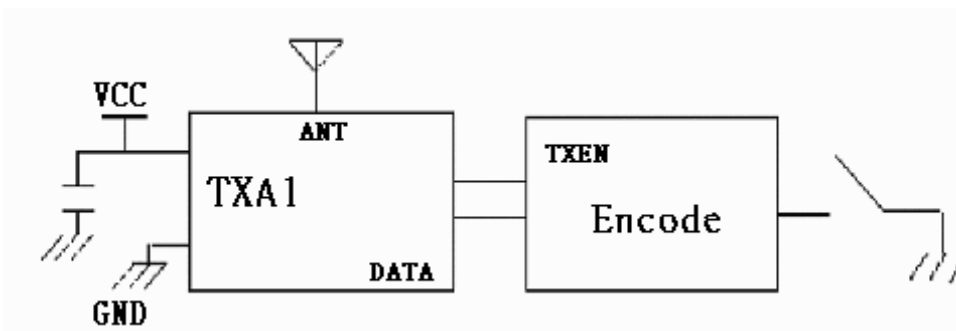 VCC
ANT
TXA1
DATA
GND
TXEN
Encode